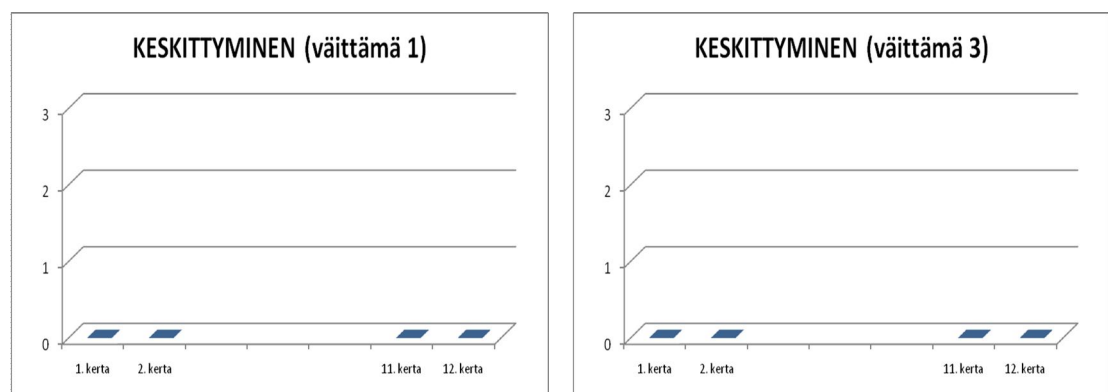 KESKITTYMINEN (väittämä 1)
3
2
1
0
1. kerta 2. kerta 11. kerta 12. kerta
KESKITTYMINEN (väittämä 3)
3
2
1
0
1. kerta 2. kerta 11. kerta 12. kerta